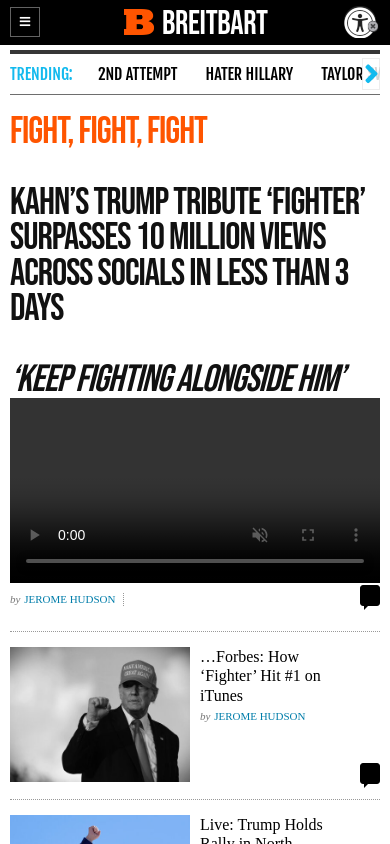 BREITBART
TRENDING:
2ND ATTEMPT
HATER HILLARY
TAYLOR
FIGHT, FIGHT, FIGHT
KAHN’S TRUMP TRIBUTE ‘FIGHTER’
SURPASSES 10 MILLION VIEWS
ACROSS SOCIALS IN LESS THAN 3
DAYS
‘KEEP FIGHTING ALONGSIDE HIM’
0:00
by JEROME HUDSON
…Forbes: How
‘Fighter’ Hit #1 on
iTunes
by JEROME HUDSON
Live: Trump Holds
Rally in North